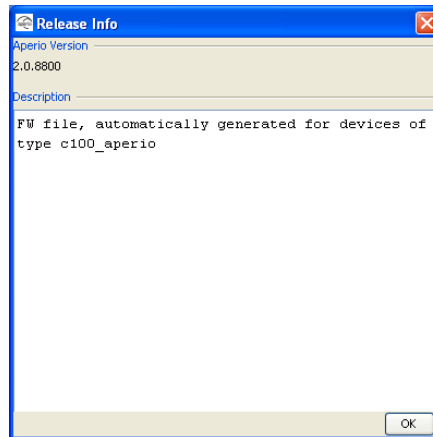 Release Info
Aperio Version
2.0.8800
Description
FW file, automatically generated for devices of
type c100_aperio
OK